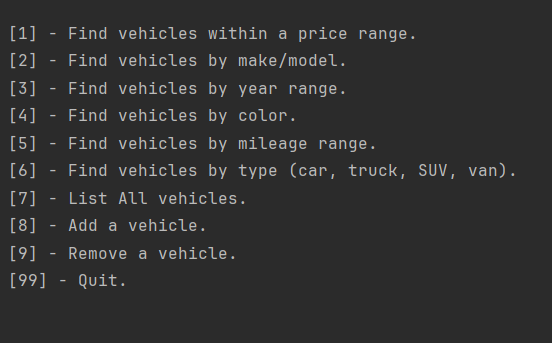 [1] - Find vehicles within a price range.
[2] - Find vehicles by make/model.
[3] - Find vehicles by year range.
[4] - Find vehicles by color.
[5] - Find vehicles by mileage range.
[6] - Find vehicles by type (car, truck, SUV, van).
[7] - List All vehicles.
[8] - Add a vehicle.
[9] - Remove a vehicle.
[99] - Quit.